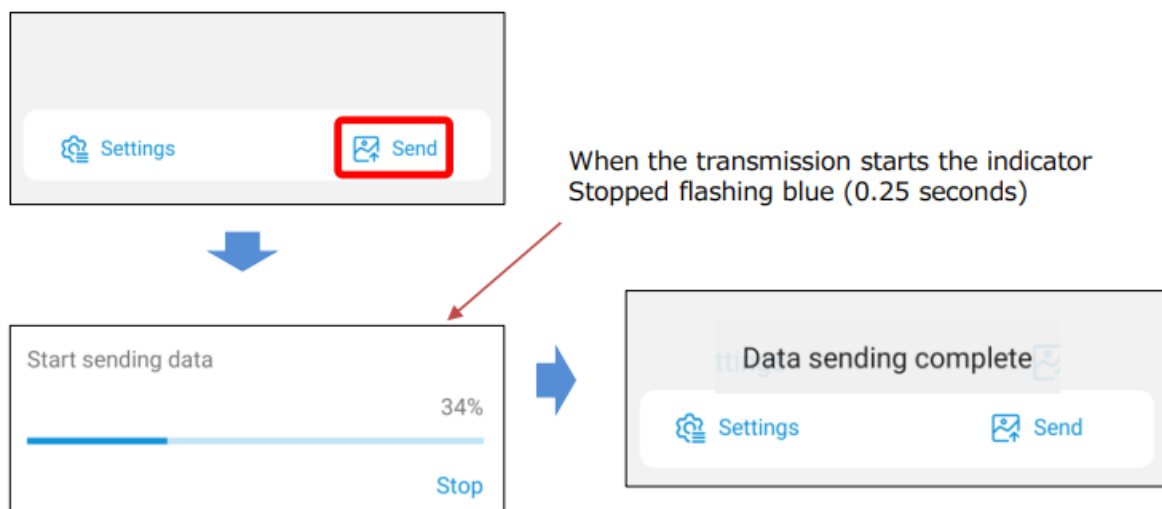 Settings
Send
When the transmission starts the indicator
Stopped flashing blue (0.25 seconds)
Start sending data
34%
Stop
Data sending complete
Settings
Send